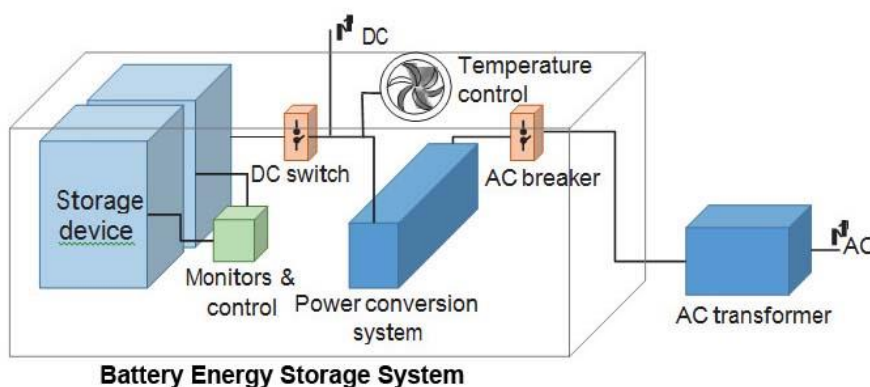 DC
Temperature
control
DC switch
AC breaker
Storage
device
Monitors &
control
Power conversion
system
AC
AC transformer
Battery Energy Storage System